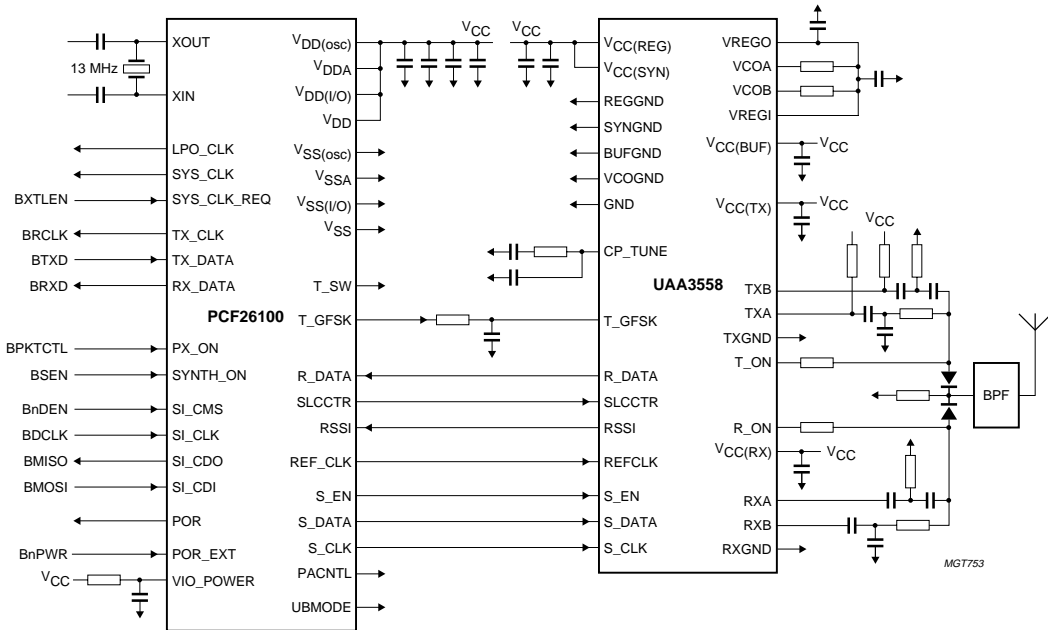 XOUT
13 MHz
XIN
LPO_CLK
SYS_CLK
BXTLEN SYS_CLK_REQ
BRCLK TX_CLK
BTXD TX_DATA
BRXD RX_DATA
PCF26100
BPKTCTL PX_ON
BSEN SYNTH_ON
BnDEN SI_CMS
BDCLK SI_CLK
BMISO SI_CDO
BMOSI SI_CDI
POR
BnPWR POR_EXT
VCC VIO_POWER
VDD(osc) VCC
VDDA
VDD(I/O)
VDD
VSS(osc)
VSSA
VSS(I/O)
VSS
T_SW
T_GFSK
R_DATA
SLCCTR
RSSI
REF_CLK
S_EN
S_DATA
S_CLK
PACNTL
UBMODE
VCC VCC(REG)
VCC(SYN)
REGGND
SYNGND
BUFGND
VCOGND
GND
CP_TUNE
UAA3558
T_GFSK
R_DATA
SLCCTR
RSSI
REFCLK
S_EN
S_DATA
S_CLK
VREGO
VCOA
VCOB
VREGI
VCC(BUF) VCC
VCC(TX) VCC
VCC
TXB
TXA
TXGND
T_ON
BPF
R_ON
VCC(RX) VCC
RXA
RXB
RXGND
MGT753